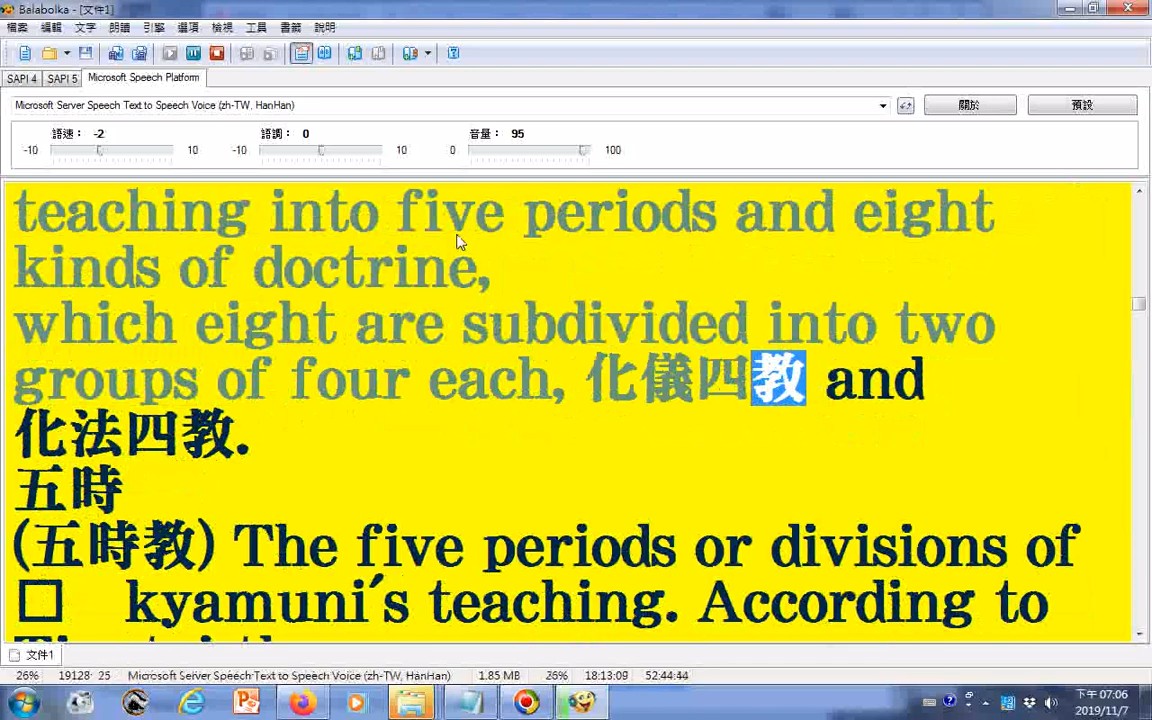 Balabolka - [文件1]
檔案 編輯 文字 朗讀 引擎 選項 檢視 工具 書籤 說明
SAPI 4 SAPI 5 Microsoft Speech Platform
Microsoft Server Speech Text to Speech Voice (zh-TW, HanHan) 關於 預設
語速： -2 語調： 0 音量： 95
-10 10 -10 10 0 100
teaching into five periods and eight
kinds of doctrine,
which eight are subdivided into two
groups of four each, 化儀四教 and
化法四教.
五時
(五時教) The five periods or divisions of
□ kyamuni's teaching. According to
文件1
26% 19128: 25 Microsoft Server Speech Text to Speech Voice (zh-TW, HanHan) 1.85 MB 26% 18:13:09 52:44:44
下午 07:06
2019/11/7